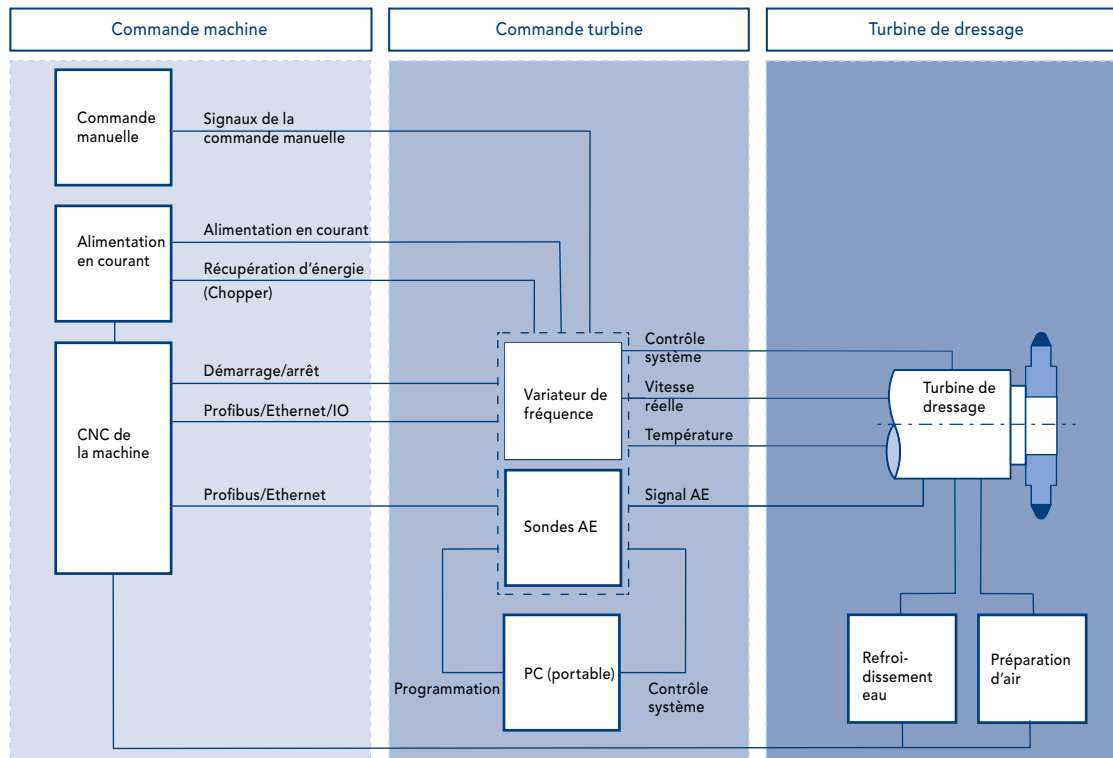 Commande machine
Commande turbine
Turbine de dressage
Commande
manuelle
Signaux de la
commande manuelle
Alimentation
en courant
Alimentation en courant
Récupération d'énergie
(Chopper)
CNC de
la machine
Démarrage/arrêt
Profibus/Ethernet/IO
Profibus/Ethernet
Variateur de
fréquence
Sondes AE
PC (portable)
Programmation
Contrôle
système
Contrôle
système
Vitesse
réelle
Température
Signal AE
Turbine de
dressage
Refroi-
dissement
eau
Préparation
d'air